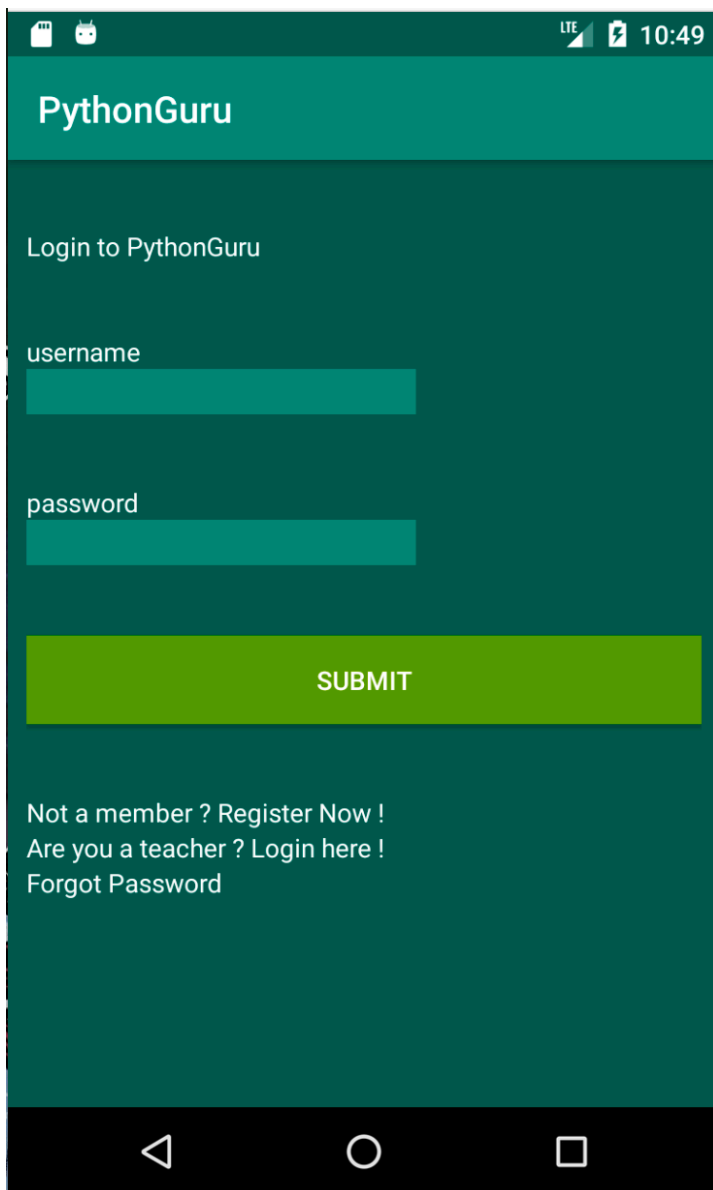 LTE 10:49
PythonGuru
Login to PythonGuru
username
password
SUBMIT
Not a member ? Register Now !
Are you a teacher ? Login here !
Forgot Password